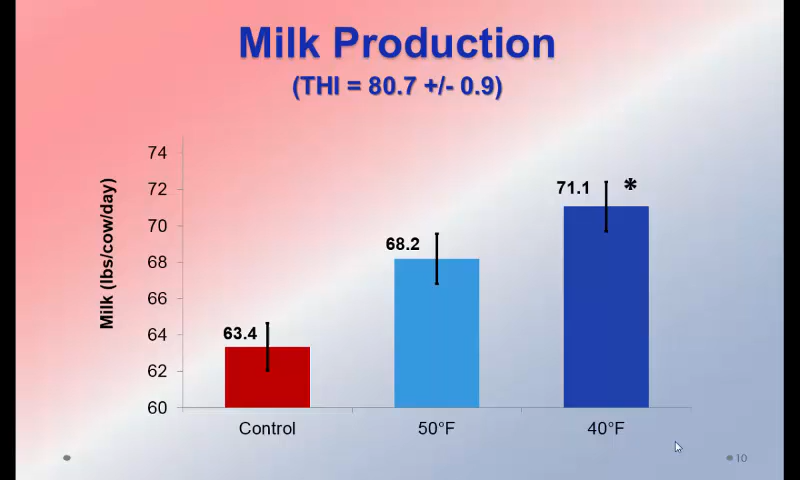 Milk Production
(THI = 80.7 +/- 0.9)
Milk (lbs/cow/day)
74
72
70
68
66
64
62
60
63.4
68.2
71.1
*
Control
50°F
40°F
10